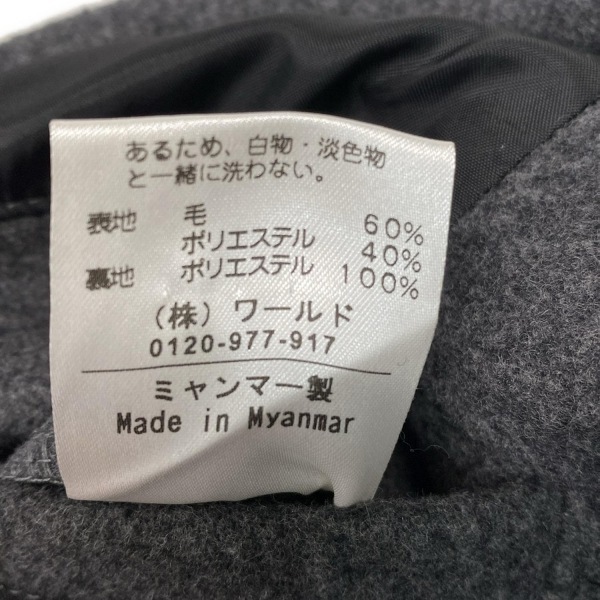 あるため、白物・淡色物
と一緒に洗わない。
表地 毛 60%
ポリエステル 40%
裏地 ポリエステル 100%
（株）ワールド
0120-977-917
ミャンマー製
Made in Myanmar